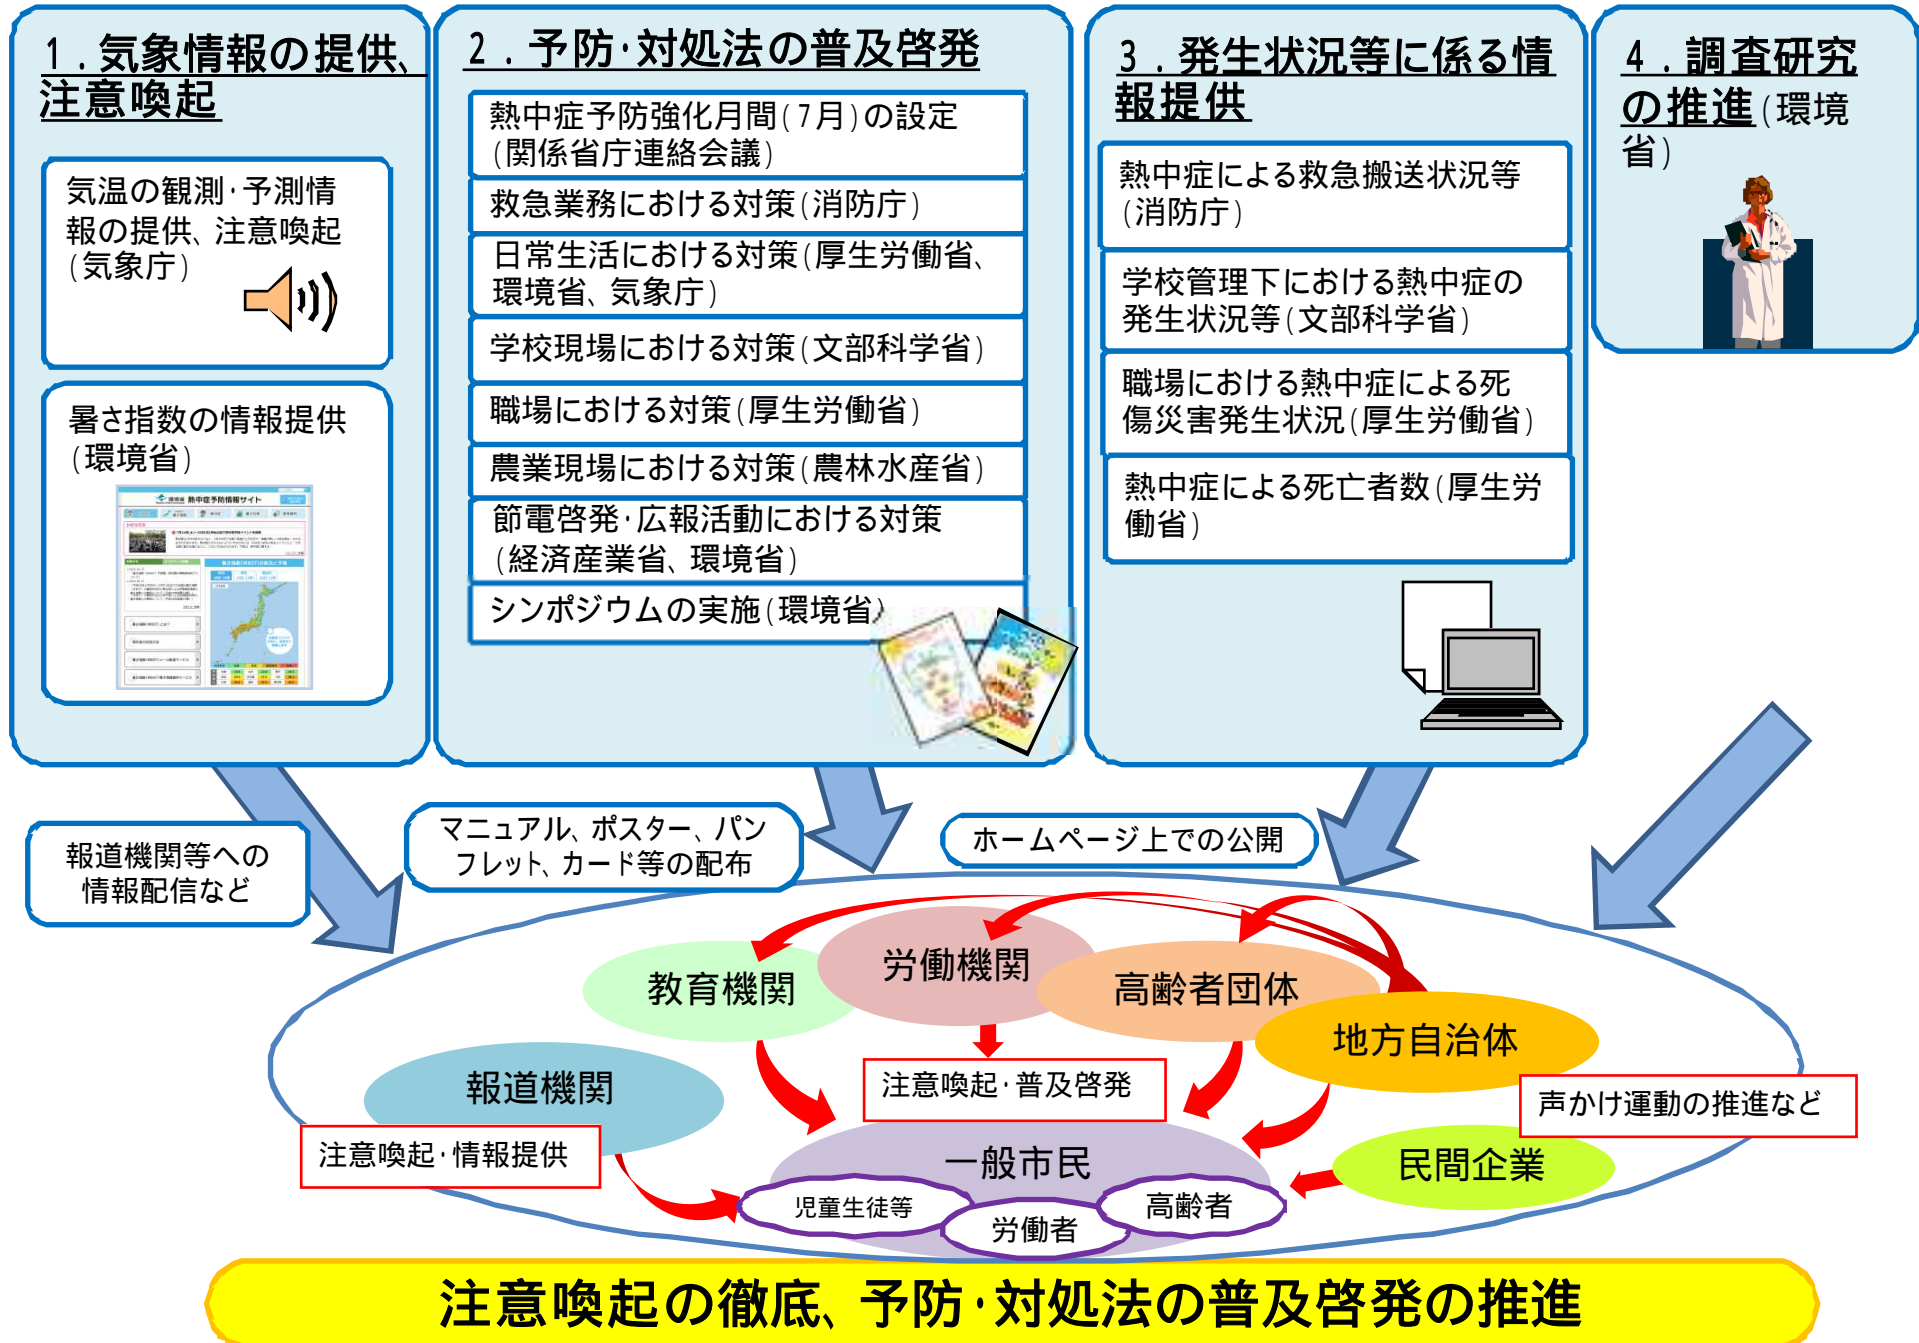 1．気象情報の提供、
注意喚起
気温の観測・予測情
報の提供、注意喚起
(気象庁)
暑さ指数の情報提供
(環境省)
環境省 熱中症予防情報サイト
2．予防・対処法の普及啓発
熱中症予防強化月間(7月)の設定
(関係省庁連絡会議)
救急業務における対策(消防庁)
日常生活における対策(厚生労働省、
環境省、気象庁)
学校現場における対策(文部科学省)
職場における対策(厚生労働省)
農業現場における対策(農林水産省)
節電啓発・広報活動における対策
(経済産業省、環境省)
シンポジウムの実施(環境省)
3．発生状況等に係る情
報提供
熱中症による救急搬送状況等
(消防庁)
学校管理下における熱中症の
発生状況等(文部科学省)
職場における熱中症による死
傷災害発生状況(厚生労働省)
熱中症による死亡者数(厚生労
働省)
4．調査研究
の推進(環境
省)
報道機関等への
情報配信など
マニュアル、ポスター、パン
フレット、カード等の配布
ホームページ上での公開
教育機関
労働機関
高齢者団体
地方自治体
報道機関
注意喚起・普及啓発
声かけ運動の推進など
注意喚起・情報提供
一般市民
民間企業
児童生徒等
労働者
高齢者
注意喚起の徹底、予防・対処法の普及啓発の推進